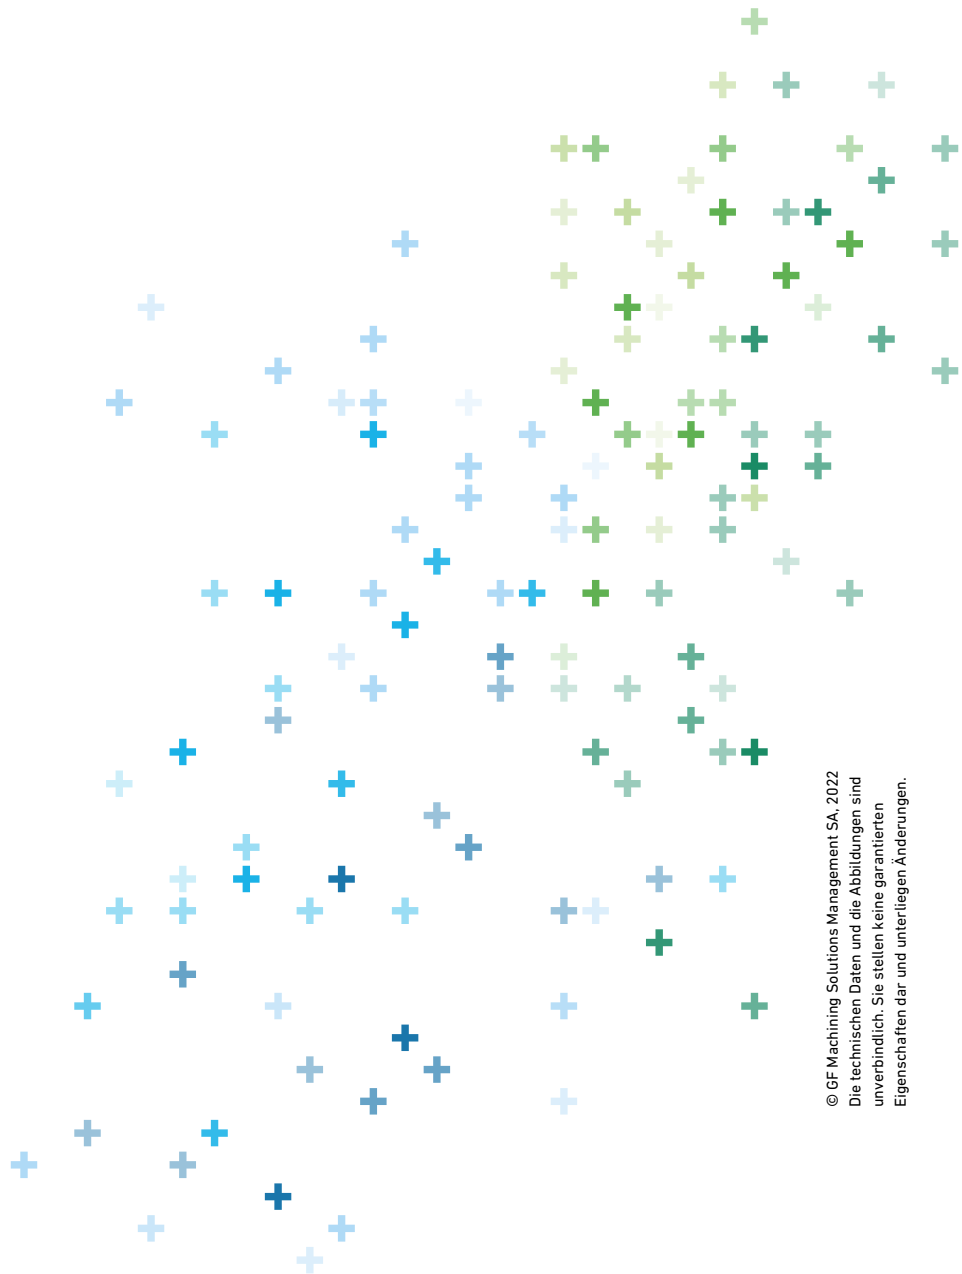 © GF Machining Solutions Management SA, 2022
Die technischen Daten und die Abbildungen sind
unverbindlich. Sie stellen keine garantierten
Eigenschaften dar und unterliegen Änderungen.